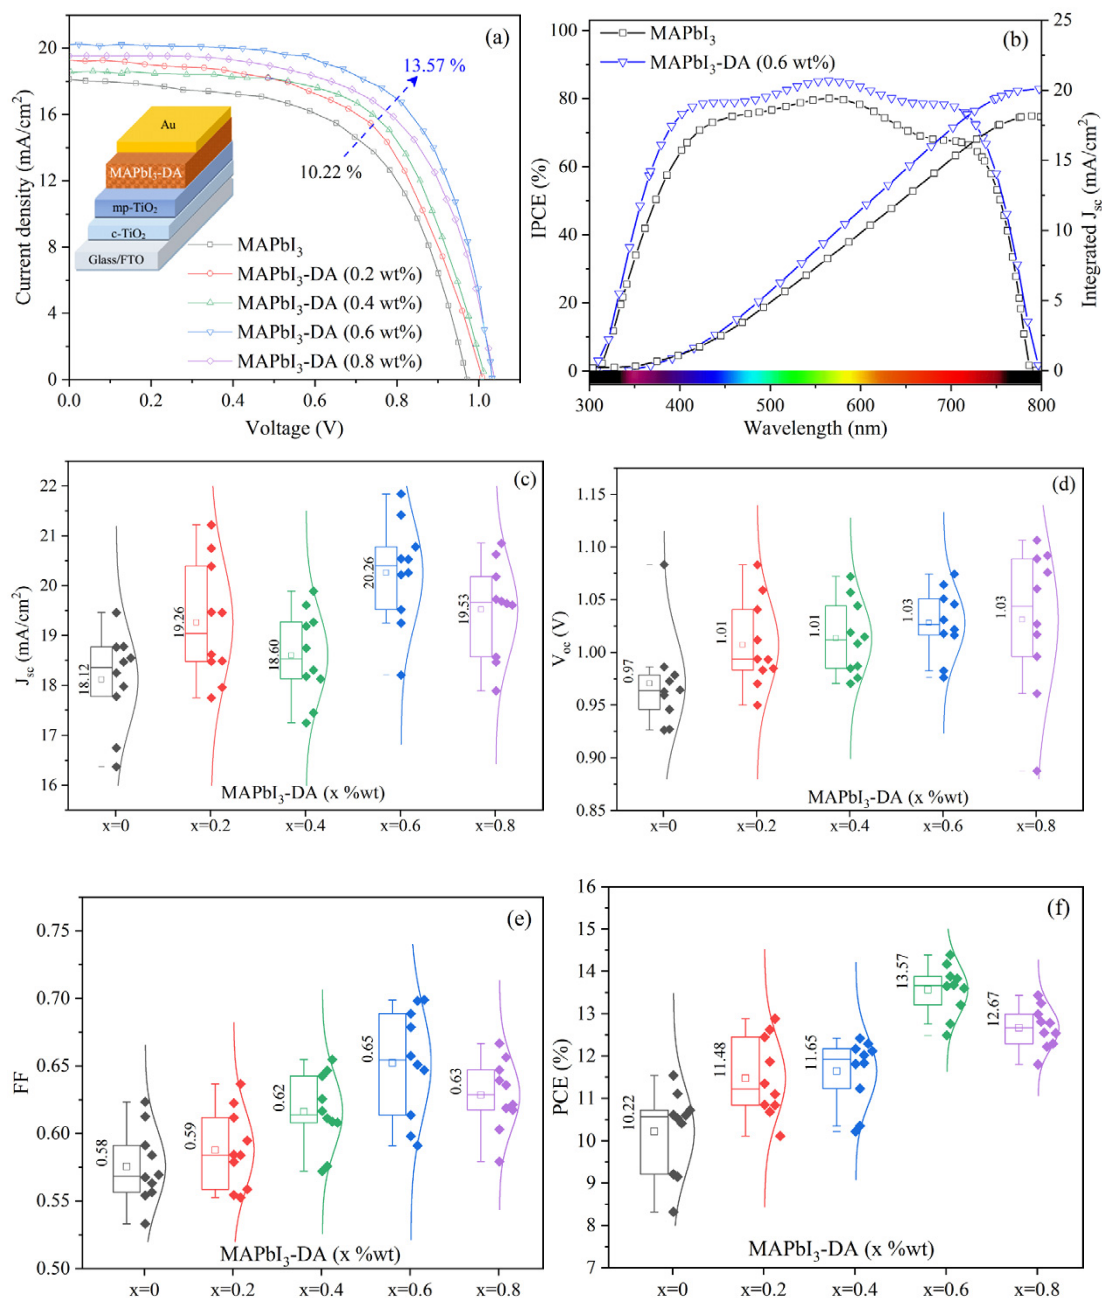 (a)
20
16
12
8
4
0
0.0 0.2 0.4 0.6 0.8 1.0
Current density (mA/cm²)
Voltage (V)
13.57 %
10.22 %
Au
MAPbI₃-DA
mp-TiO₂
c-TiO₂
Glass/FTO
MAPbI₃
MAPbI₃-DA (0.2 wt%)
MAPbI₃-DA (0.4 wt%)
MAPbI₃-DA (0.6 wt%)
MAPbI₃-DA (0.8 wt%)
(b)
MAPbI₃
MAPbI₃-DA (0.6 wt%)
100
80
60
40
20
0
IPCE (%)
25
20
15
10
5
0
Integrated Jsc (mA/cm²)
300 400 500 600 700 800
Wavelength (nm)
(c)
22
21
20
19
18
17
16
Jsc (mA/cm²)
18.12
19.26
18.60
20.26
19.53
MAPbI₃-DA (x %wt)
x=0 x=0.2 x=0.4 x=0.6 x=0.8
(d)
1.15
1.10
1.05
1.00
0.95
0.90
0.85
Voc (V)
0.97
1.01
1.01
1.03
1.03
MAPbI₃-DA (x %wt)
x=0 x=0.2 x=0.4 x=0.6 x=0.8
(e)
0.75
0.70
0.65
0.60
0.55
0.50
FF
0.58
0.59
0.62
0.65
0.63
MAPbI₃-DA (x %wt)
x=0 x=0.2 x=0.4 x=0.6 x=0.8
(f)
16
15
14
13
12
11
10
9
8
7
PCE (%)
10.22
11.48
11.65
13.57
12.67
MAPbI₃-DA (x %wt)
x=0 x=0.2 x=0.4 x=0.6 x=0.8